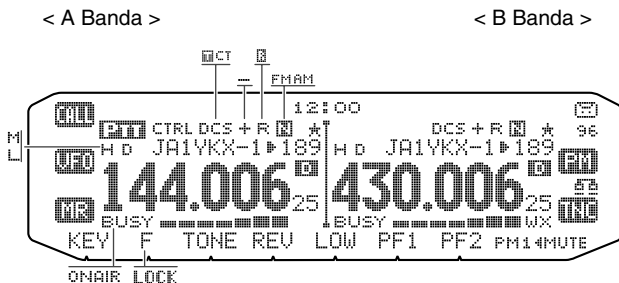 < A Banda > < B Banda >
T CT B
– FM AM
CALL 12:00
PTT CTRL DCS + R N ★ DCS + R N ★ 96
M H D JA1YKX-1 ▶ 189 H D JA1YKX-1 ▶ 189
L
VFO 144.006 D 25 430.006 D 25 PM
MR BUSY BUSY WX TNC
KEY F TONE REV LOW PF1 PF2 PM1 ◀MUTE
ONAIR LOCK